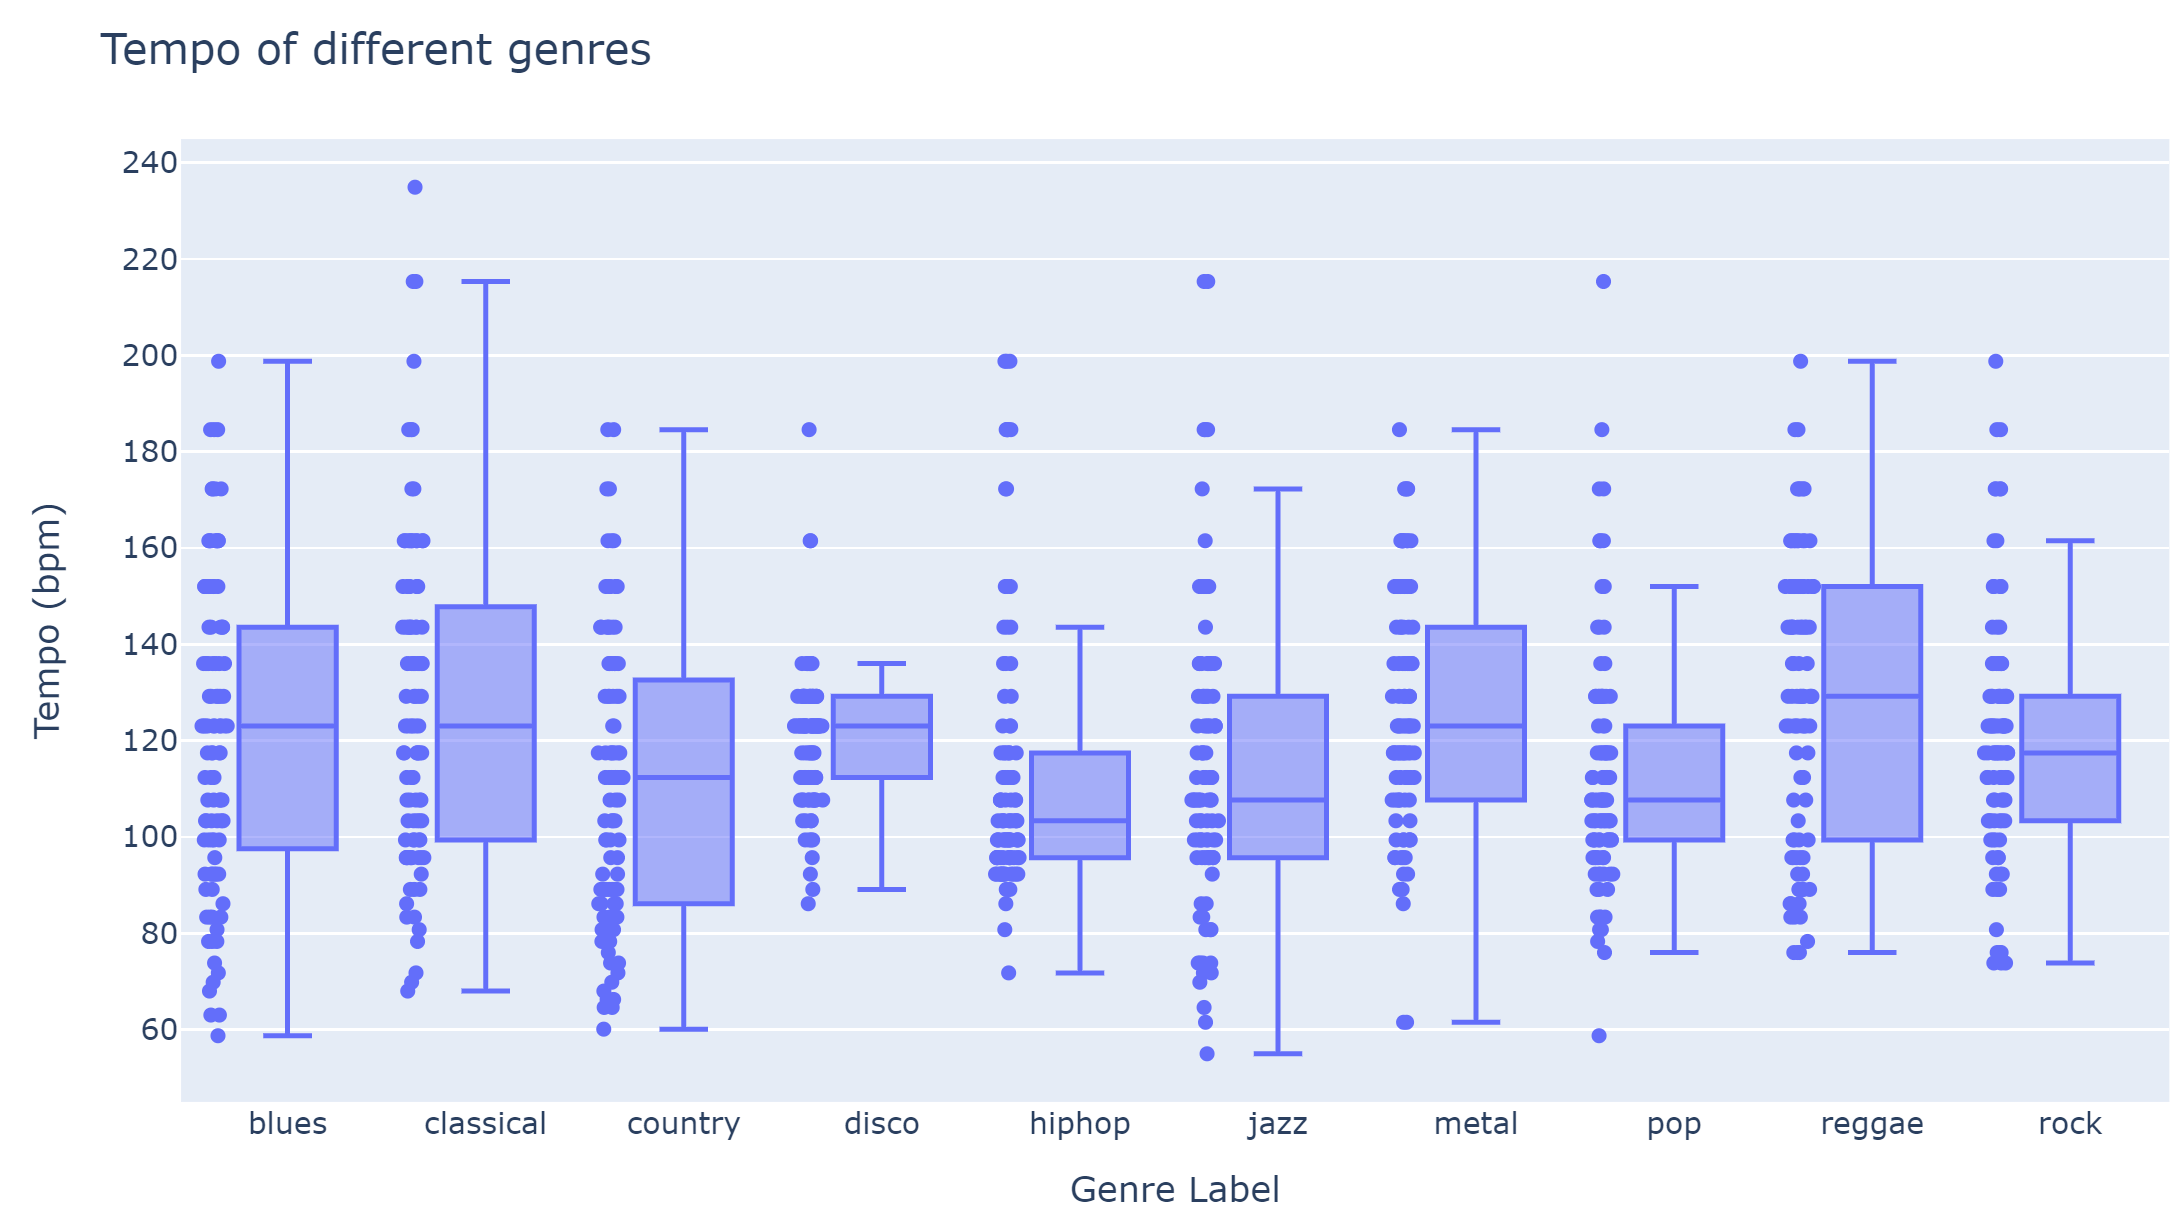 Tempo of different genres
240
220
200
180
160
140
120
100
80
60
Tempo (bpm)
blues classical country disco hiphop jazz metal pop reggae rock
Genre Label